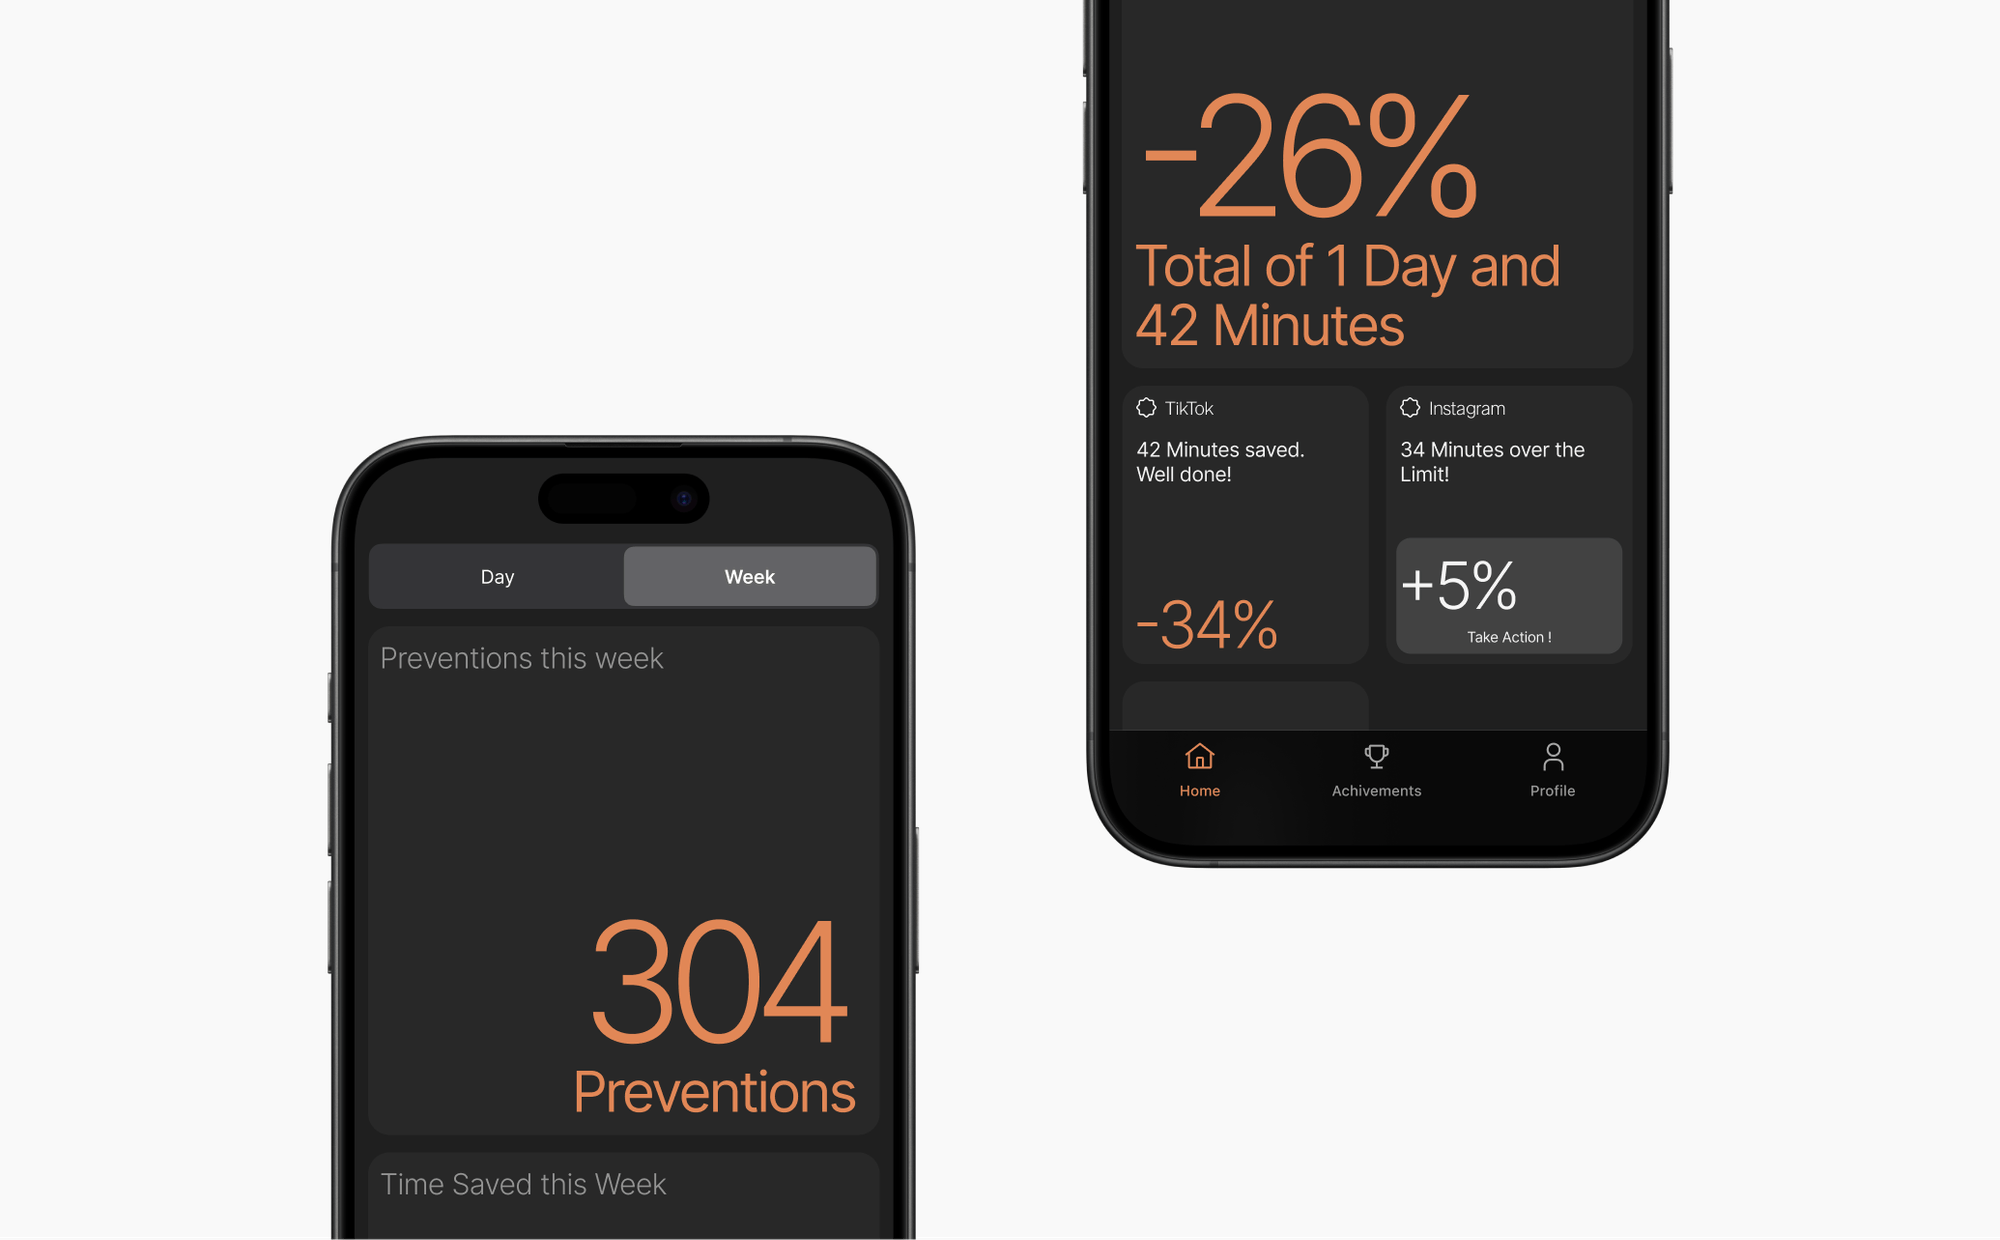 Day
Week
Preventions this week
304
Preventions
Time Saved this Week
-26%
Total of 1 Day and
42 Minutes
TikTok
42 Minutes saved.
Well done!
-34%
Instagram
34 Minutes over the
Limit!
+5%
Take Action !
Home
Achivements
Profile